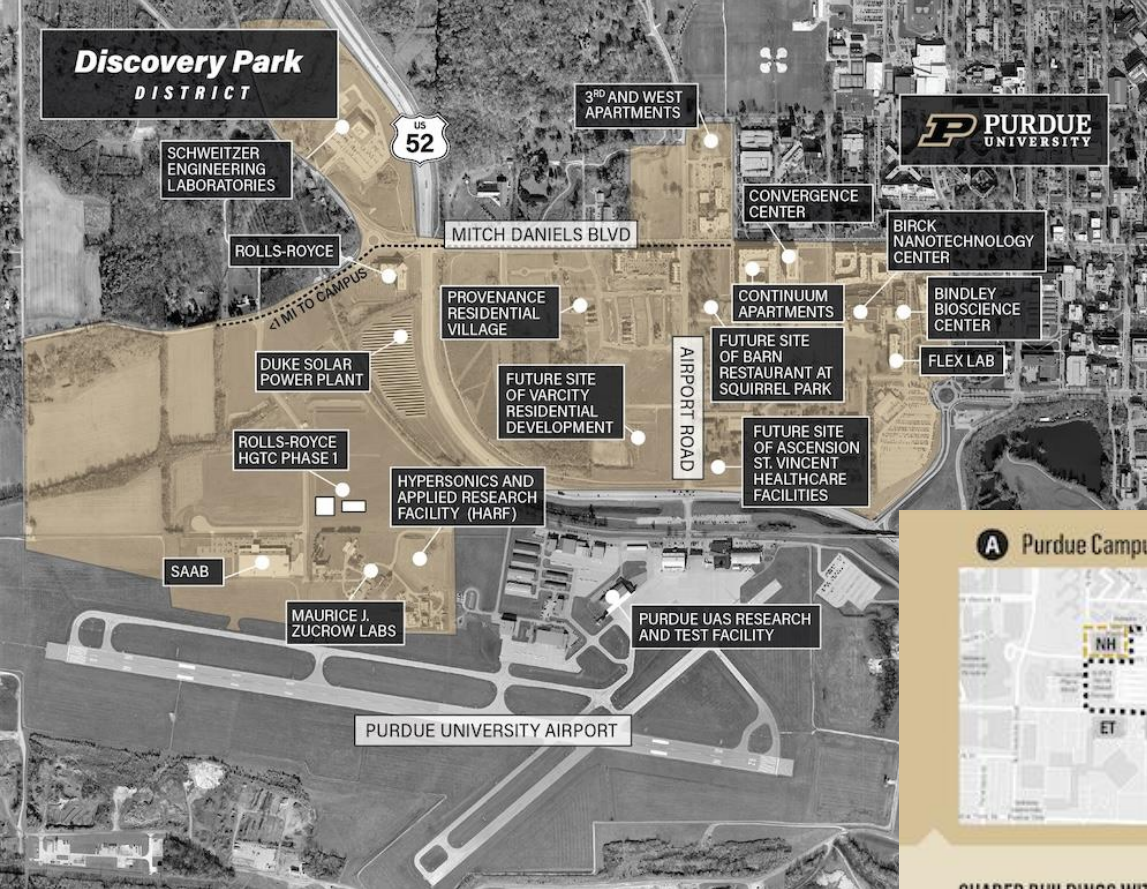 Discovery Park
DISTRICT
US
52
3RD AND WEST
APARTMENTS
PURDUE
UNIVERSITY
SCHWEITZER
ENGINEERING
LABORATORIES
CONVERGENCE
CENTER
BIRCK
NANOTECHNOLOGY
CENTER
MITCH DANIELS BLVD
ROLLS-ROYCE
<1 MI TO CAMPUS
PROVENANCE
RESIDENTIAL
VILLAGE
CONTINUUM
APARTMENTS
BINDLEY
BIOSCIENCE
CENTER
DUKE SOLAR
POWER PLANT
FUTURE SITE
OF BARN
RESTAURANT AT
SQUIRREL PARK
FLEX LAB
AIRPORT ROAD
FUTURE SITE
OF VARCITY
RESIDENTIAL
DEVELOPMENT
ROLLS-ROYCE
HGTC PHASE 1
FUTURE SITE
OF ASCENSION
ST. VINCENT
HEALTHCARE
FACILITIES
HYPERSONICS AND
APPLIED RESEARCH
FACILITY (HARF)
SAAB
MAURICE J.
ZUCROW LABS
PURDUE UAS RESEARCH
AND TEST FACILITY
PURDUE UNIVERSITY AIRPORT
A Purdue Campu
NH
ET